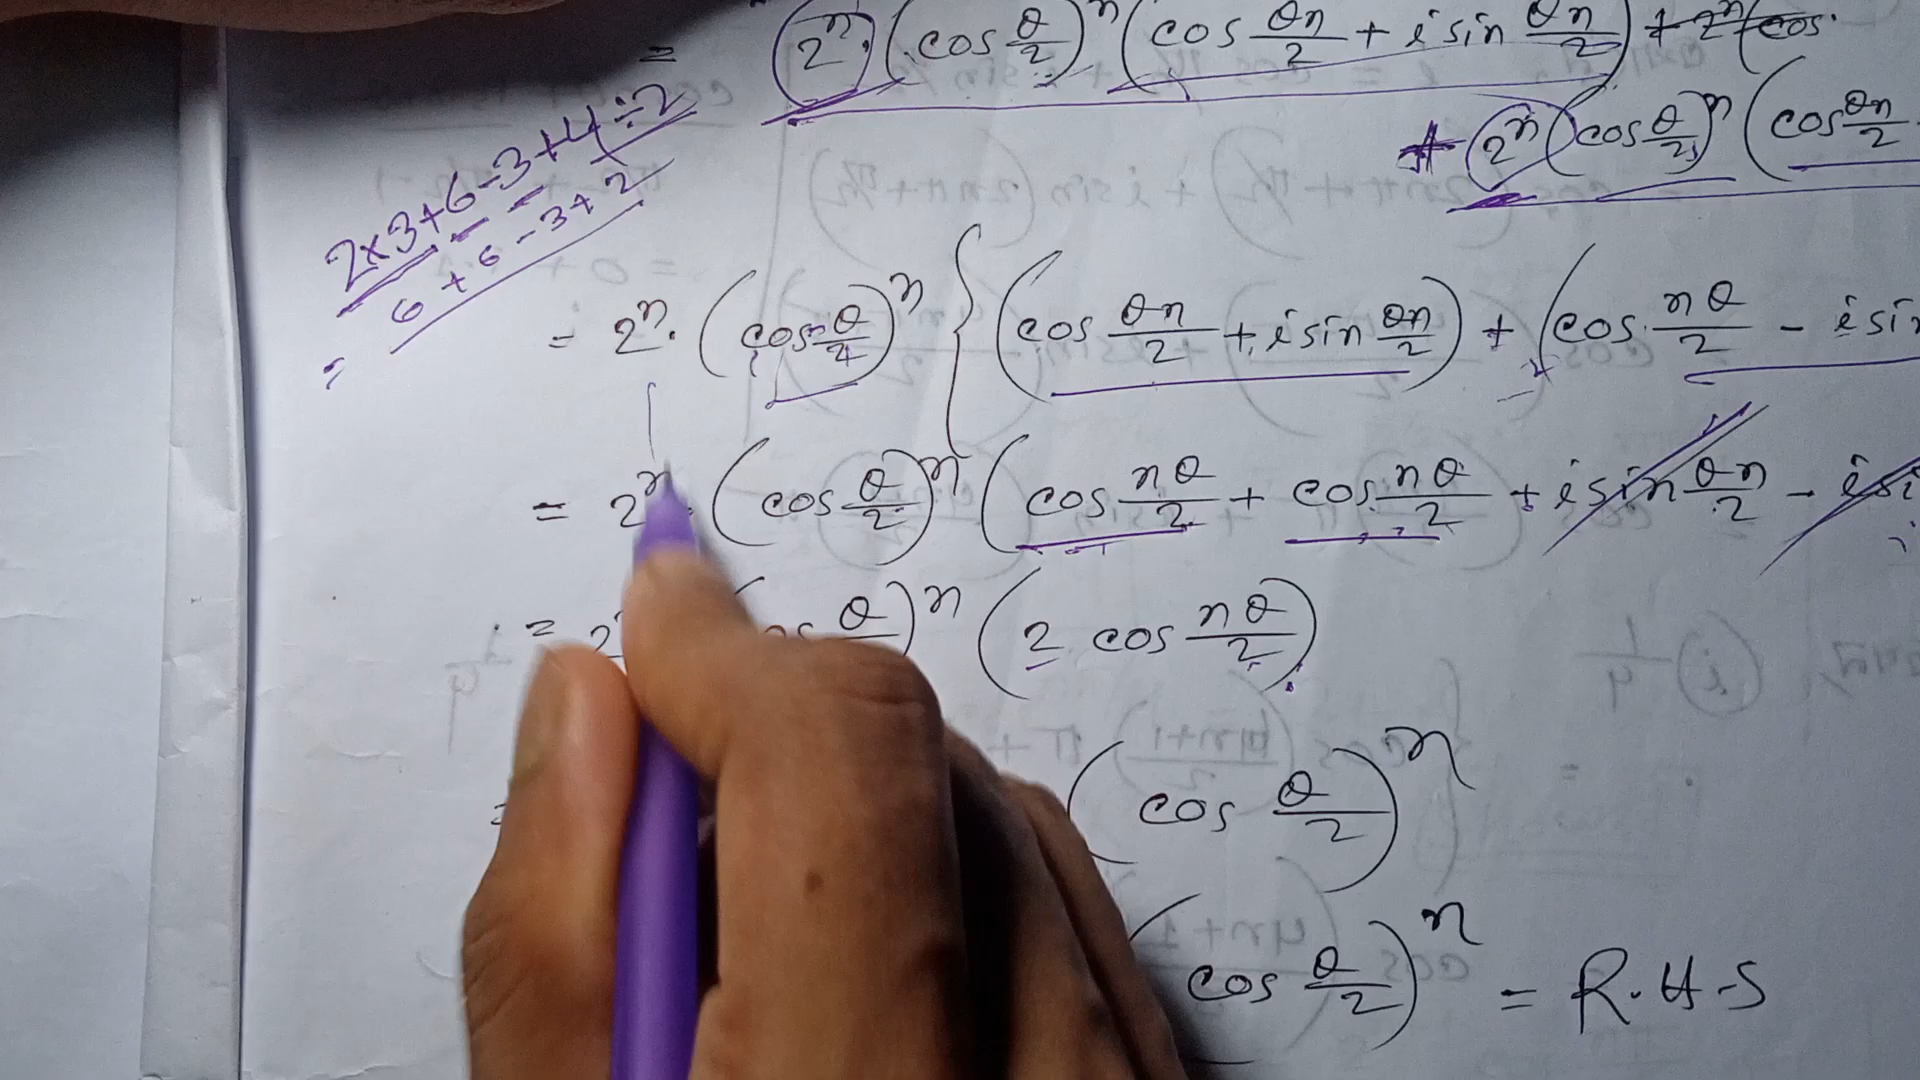 = 2ⁿ·(cos θ/2)ⁿ (cos θn/2 + i sin θn/2) + 2ⁿ (cos
+ 2ⁿ (cos θ/2)ⁿ (cos θn/2
2×3+6-3+4÷2
= 6+6-3+2
=
= 2ⁿ·(cos θ/2)ⁿ {(cos θn/2 + i sin θn/2) + (cos nθ/2 - i sin
= 2ⁿ·(cos θ/2)ⁿ (cos nθ/2 + cos nθ/2 + i sin θn/2 - i si
= 2 θ/2)ⁿ (2 cos nθ/2)
= (cos θ/2)ⁿ
(cos θ/2)ⁿ = R.H.S